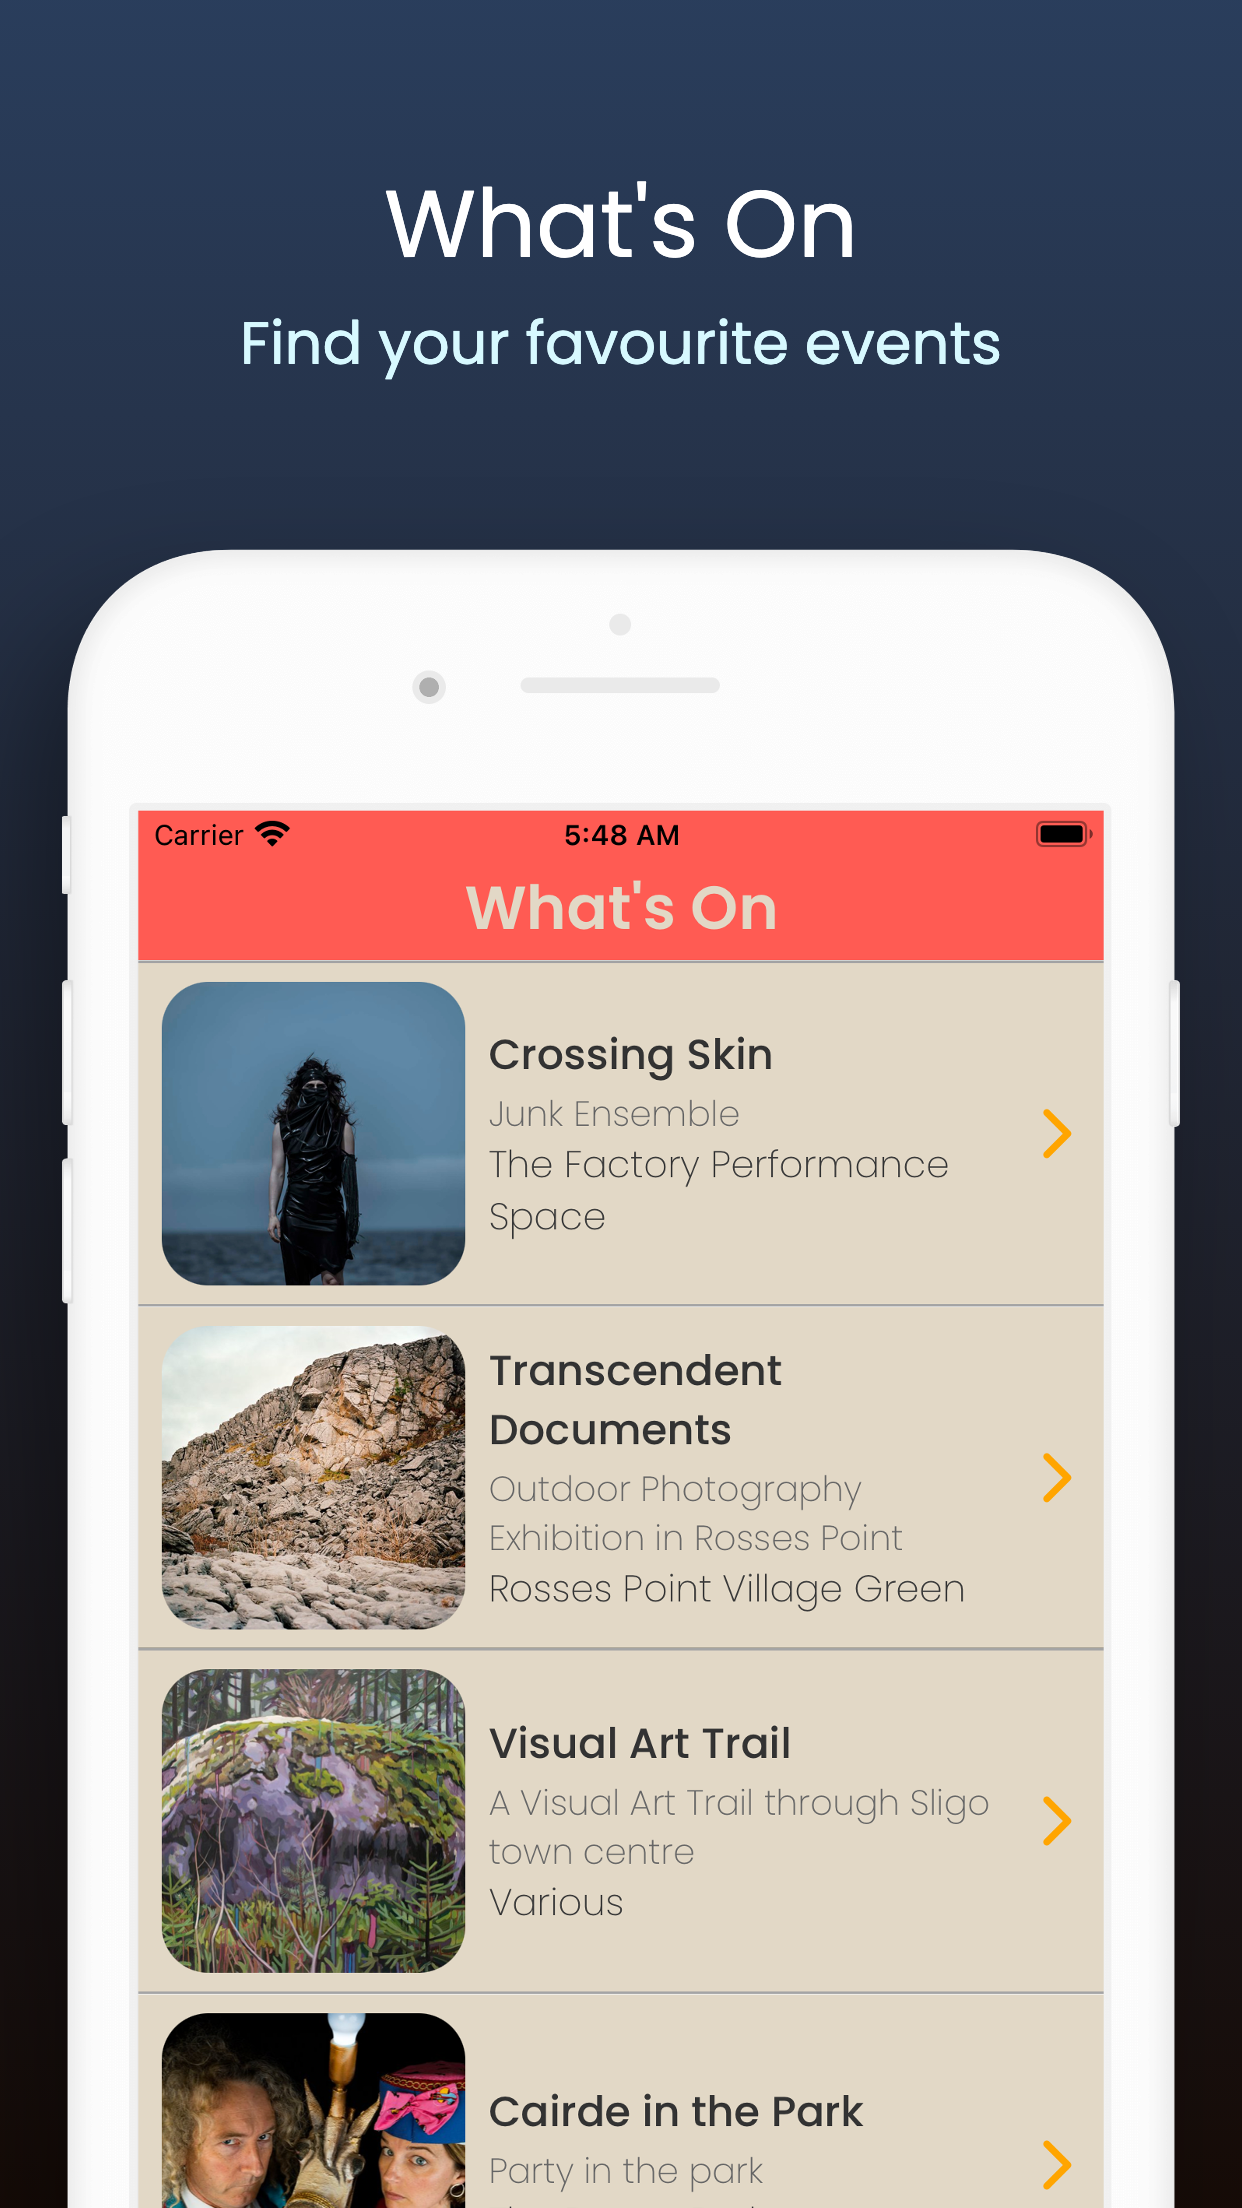 What's On
Find your favourite events
Carrier 5:48 AM
What's On
Crossing Skin
Junk Ensemble
The Factory Performance
Space
Transcendent
Documents
Outdoor Photography
Exhibition in Rosses Point
Rosses Point Village Green
Visual Art Trail
A Visual Art Trail through Sligo
town centre
Various
Cairde in the Park
Party in the park